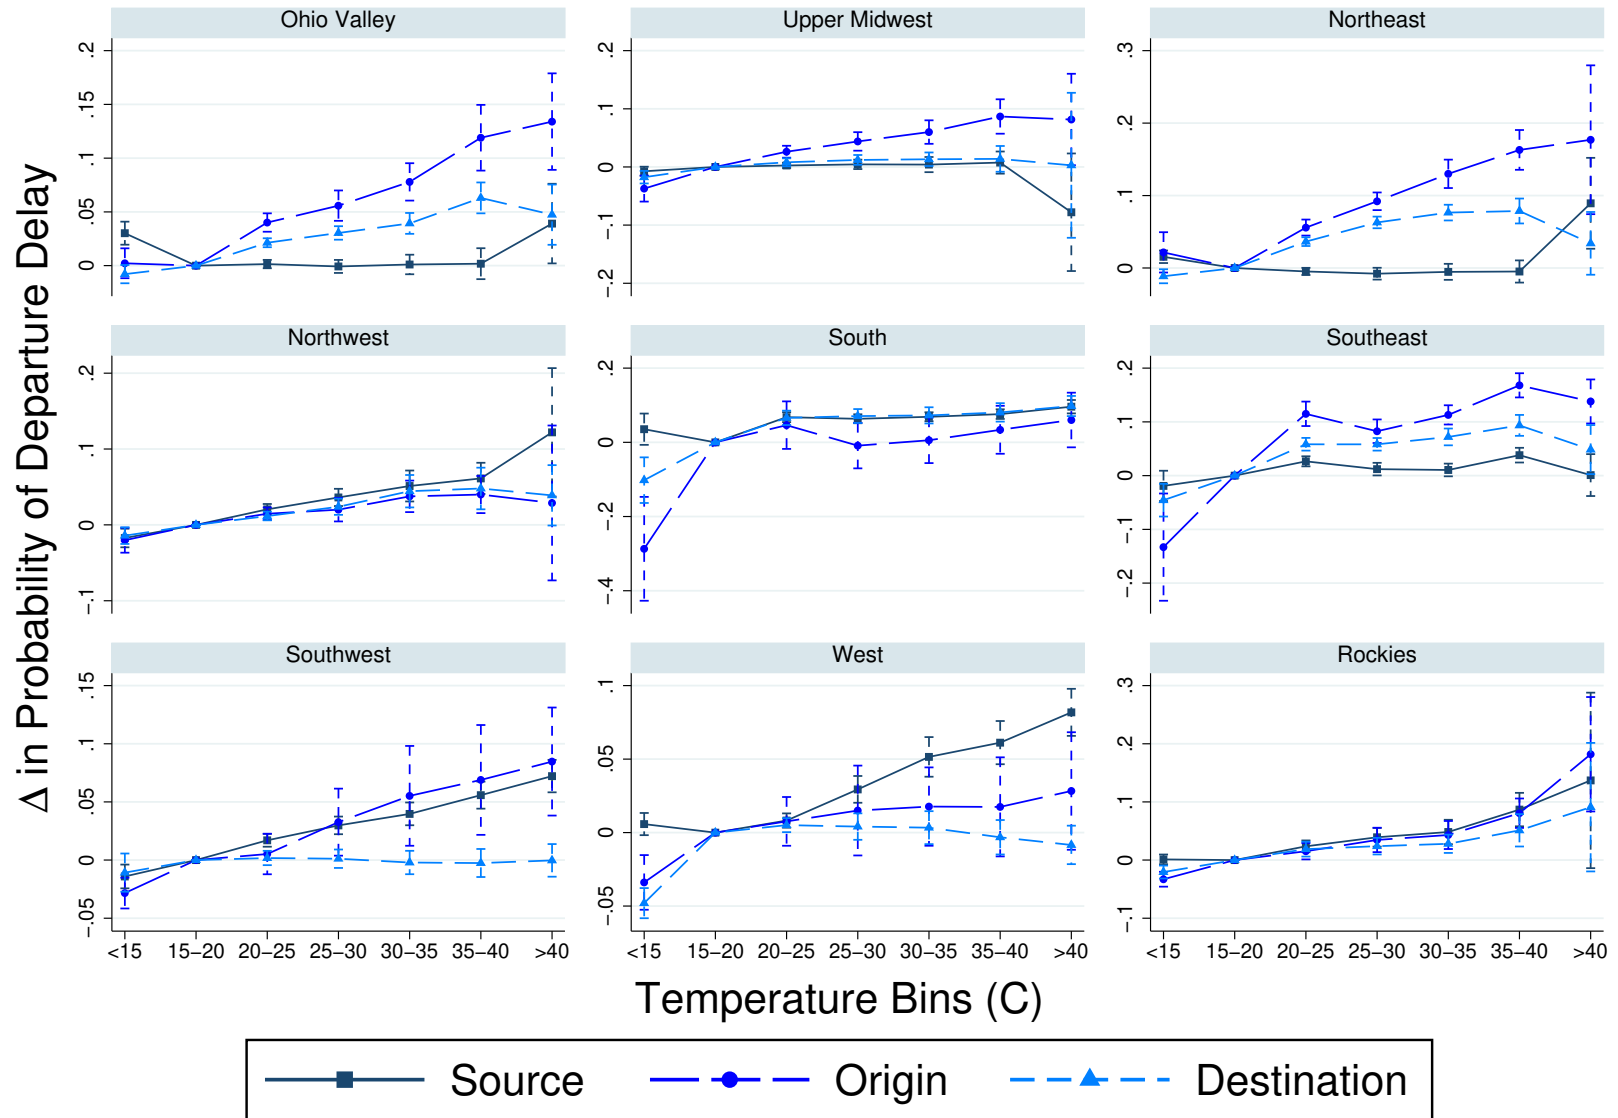 Ohio Valley
Upper Midwest
Northeast
.2
.15
.1
.05
0
.2
.1
0
-.1
-.2
.3
.2
.1
0
Northwest
South
Southeast
.2
.1
0
-.1
.2
0
-.2
-.4
.2
.1
0
-.1
-.2
Southwest
West
Rockies
.15
.1
.05
0
-.05
.1
.05
0
-.05
.3
.2
.1
0
-.1
<15 15-20 20-25 25-30 30-35 35-40 >40
<15 15-20 20-25 25-30 30-35 35-40 >40
<15 15-20 20-25 25-30 30-35 35-40 >40
Δ in Probability of Departure Delay
Temperature Bins (C)
Source Origin Destination